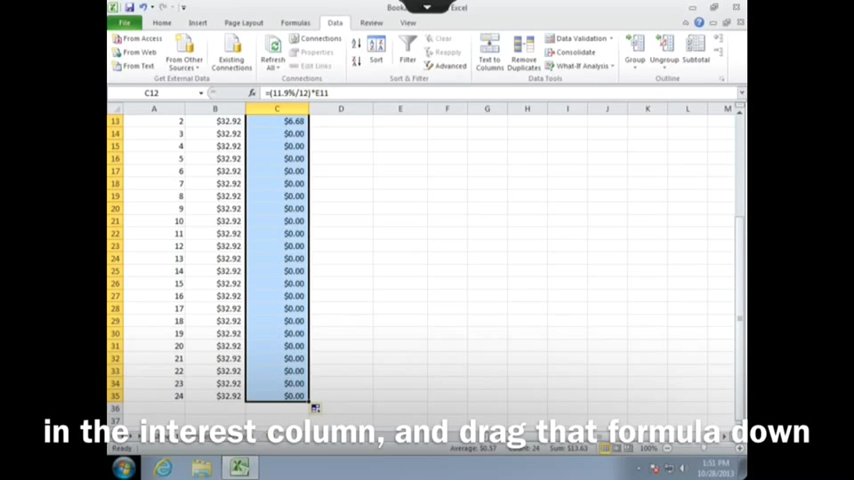 Book Excel
File Home Insert Page Layout Formulas Data Review View
From Access
From Web
From Text
From Other Sources
Existing Connections
Get External Data
Refresh All
Connections
Properties
Edit Links
Connections
Sort
Filter
Clear
Reapply
Advanced
Sort & Filter
Text to Columns
Remove Duplicates
Data Validation
Consolidate
What-If Analysis
Data Tools
Group
Ungroup
Subtotal
Outline
C12 fx =(11.9%/12)*E11
A B C D E F G H I J K L M
13 2 $32.92 $6.68
14 3 $32.92 $0.00
15 4 $32.92 $0.00
16 5 $32.92 $0.00
17 6 $32.92 $0.00
18 7 $32.92 $0.00
19 8 $32.92 $0.00
20 9 $32.92 $0.00
21 10 $32.92 $0.00
22 11 $32.92 $0.00
23 12 $32.92 $0.00
24 13 $32.92 $0.00
25 14 $32.92 $0.00
26 15 $32.92 $0.00
27 16 $32.92 $0.00
28 17 $32.92 $0.00
29 18 $32.92 $0.00
30 19 $32.92 $0.00
31 20 $32.92 $0.00
32 21 $32.92 $0.00
33 22 $32.92 $0.00
34 23 $32.92 $0.00
35 24 $32.92 $0.00
36
37
in the interest column, and drag that formula down
Ready Average: $0.57 Count: 24 Sum: $13.63 100%
1:51 PM
10/28/2013